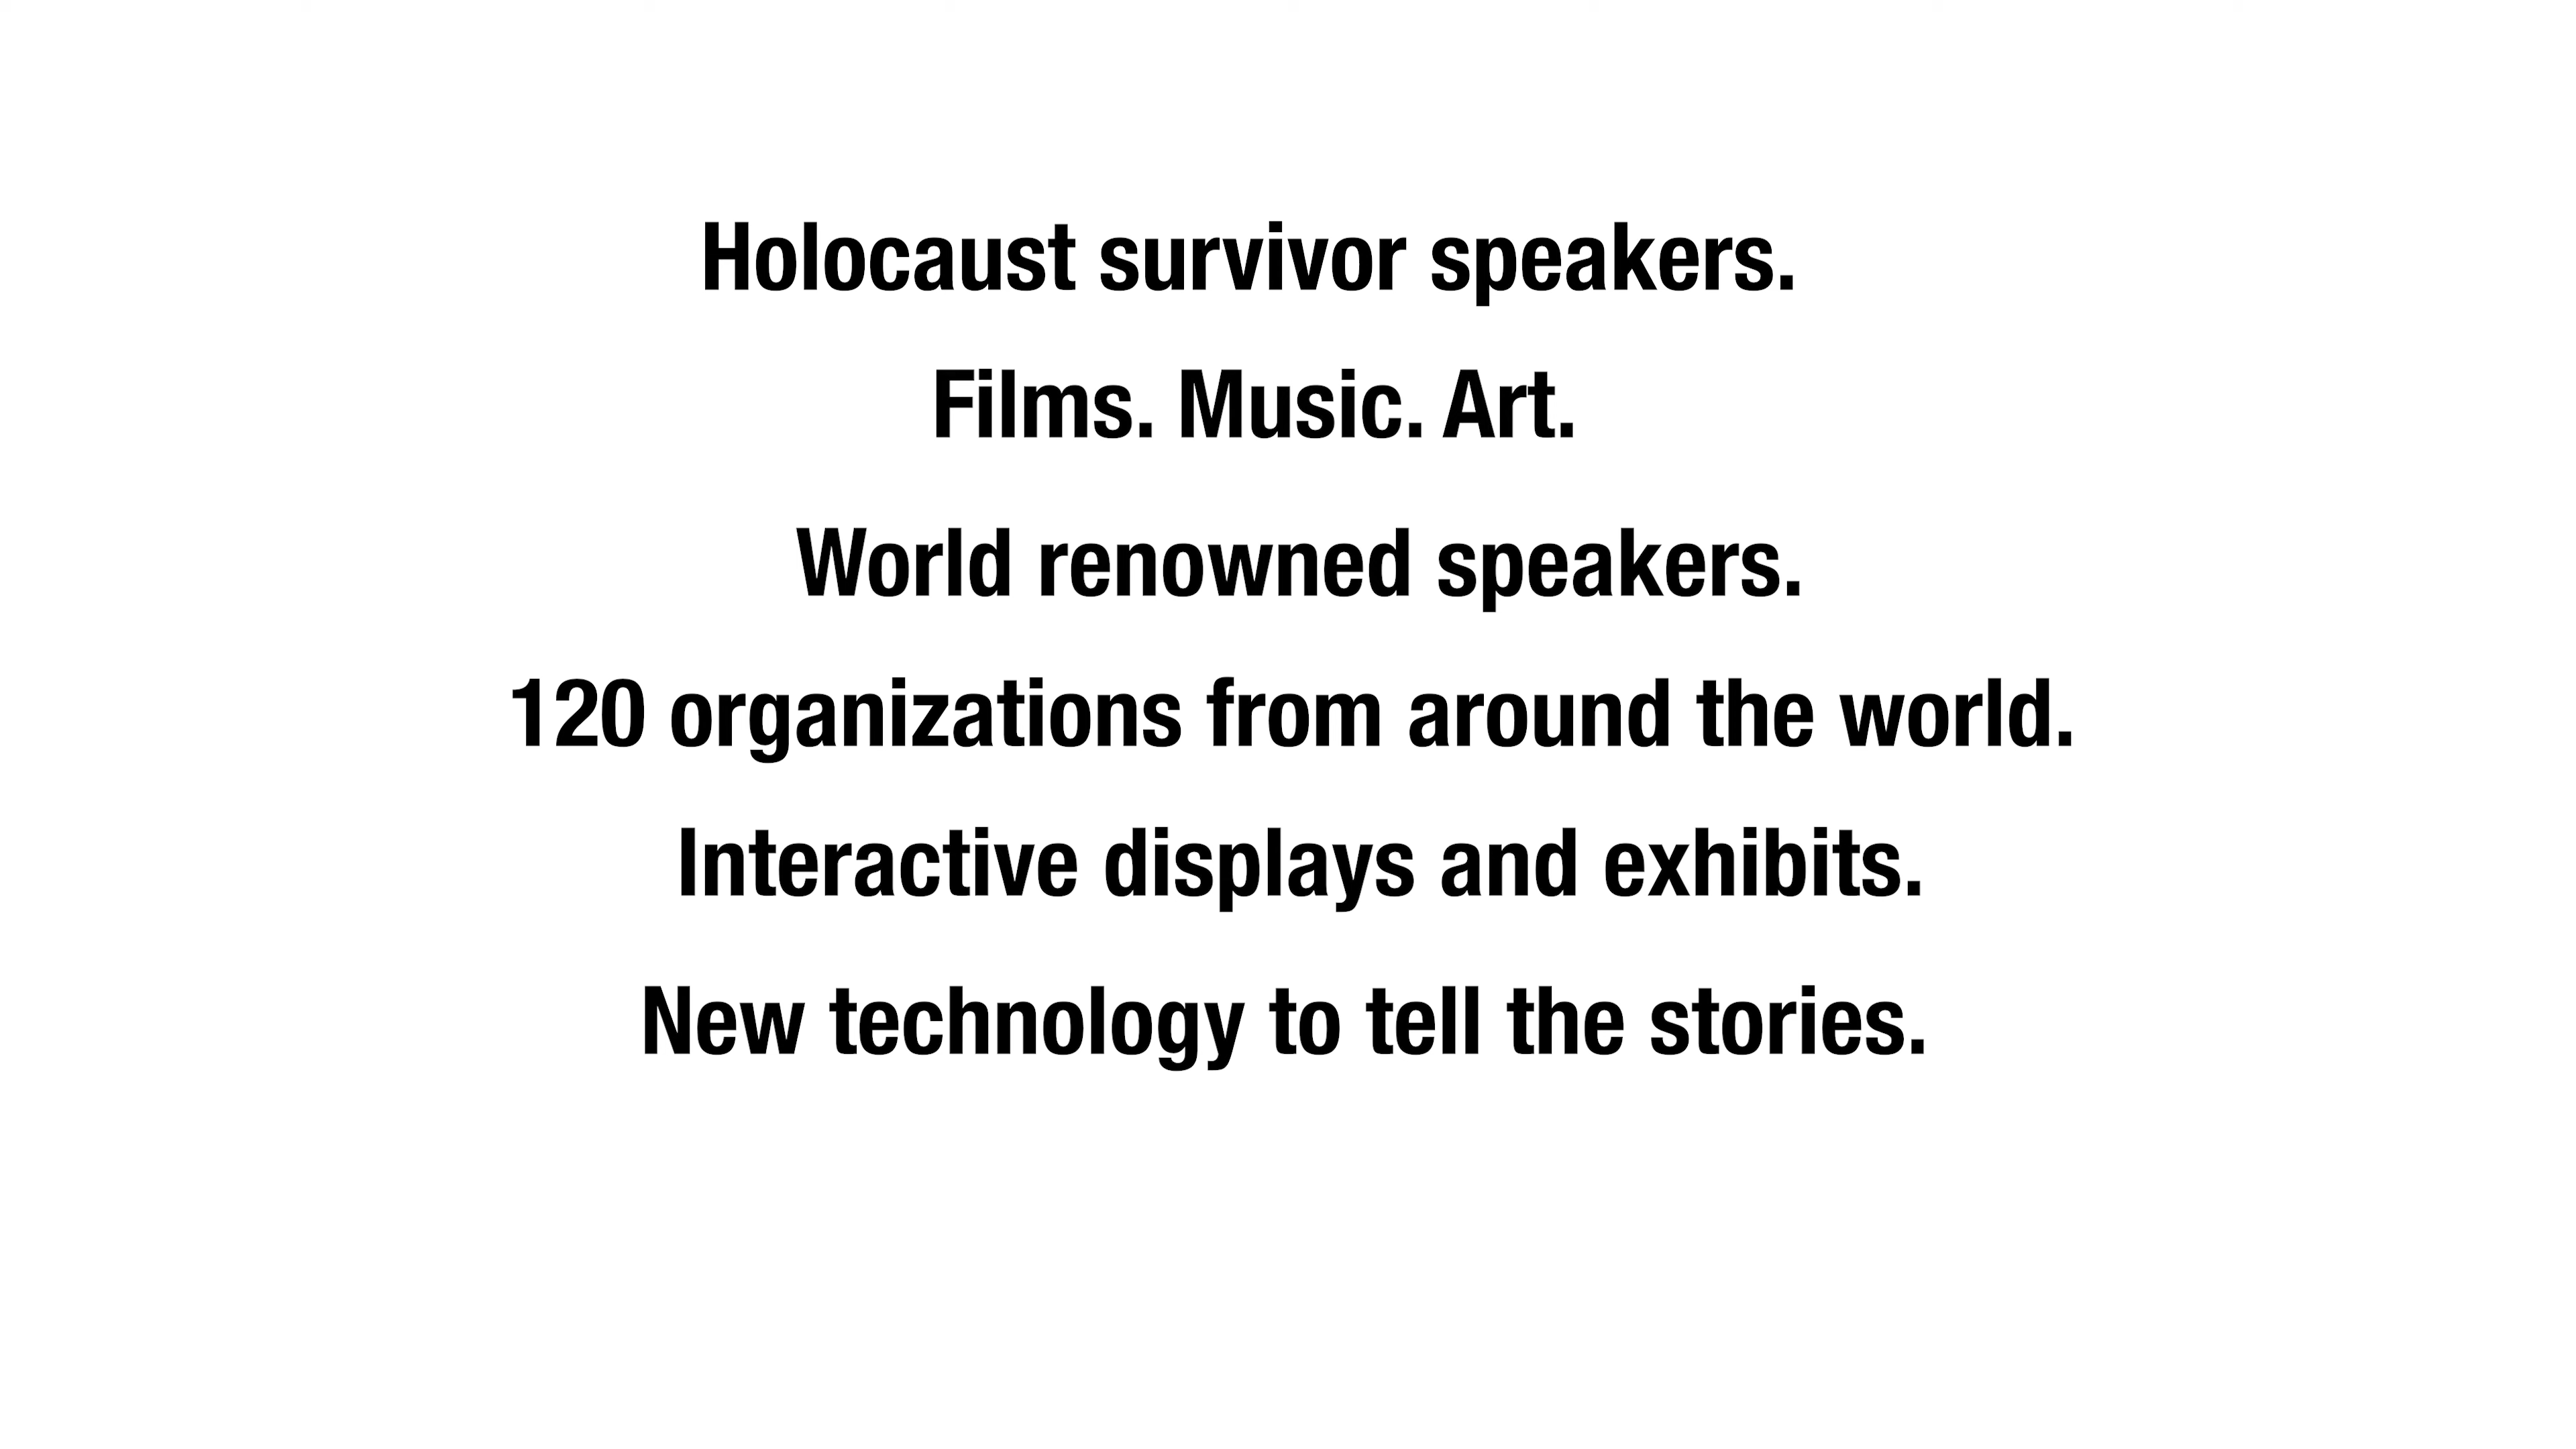 Holocaust survivor speakers.
Films. Music. Art.
World renowned speakers.
120 organizations from around the world.
Interactive displays and exhibits.
New technology to tell the stories.